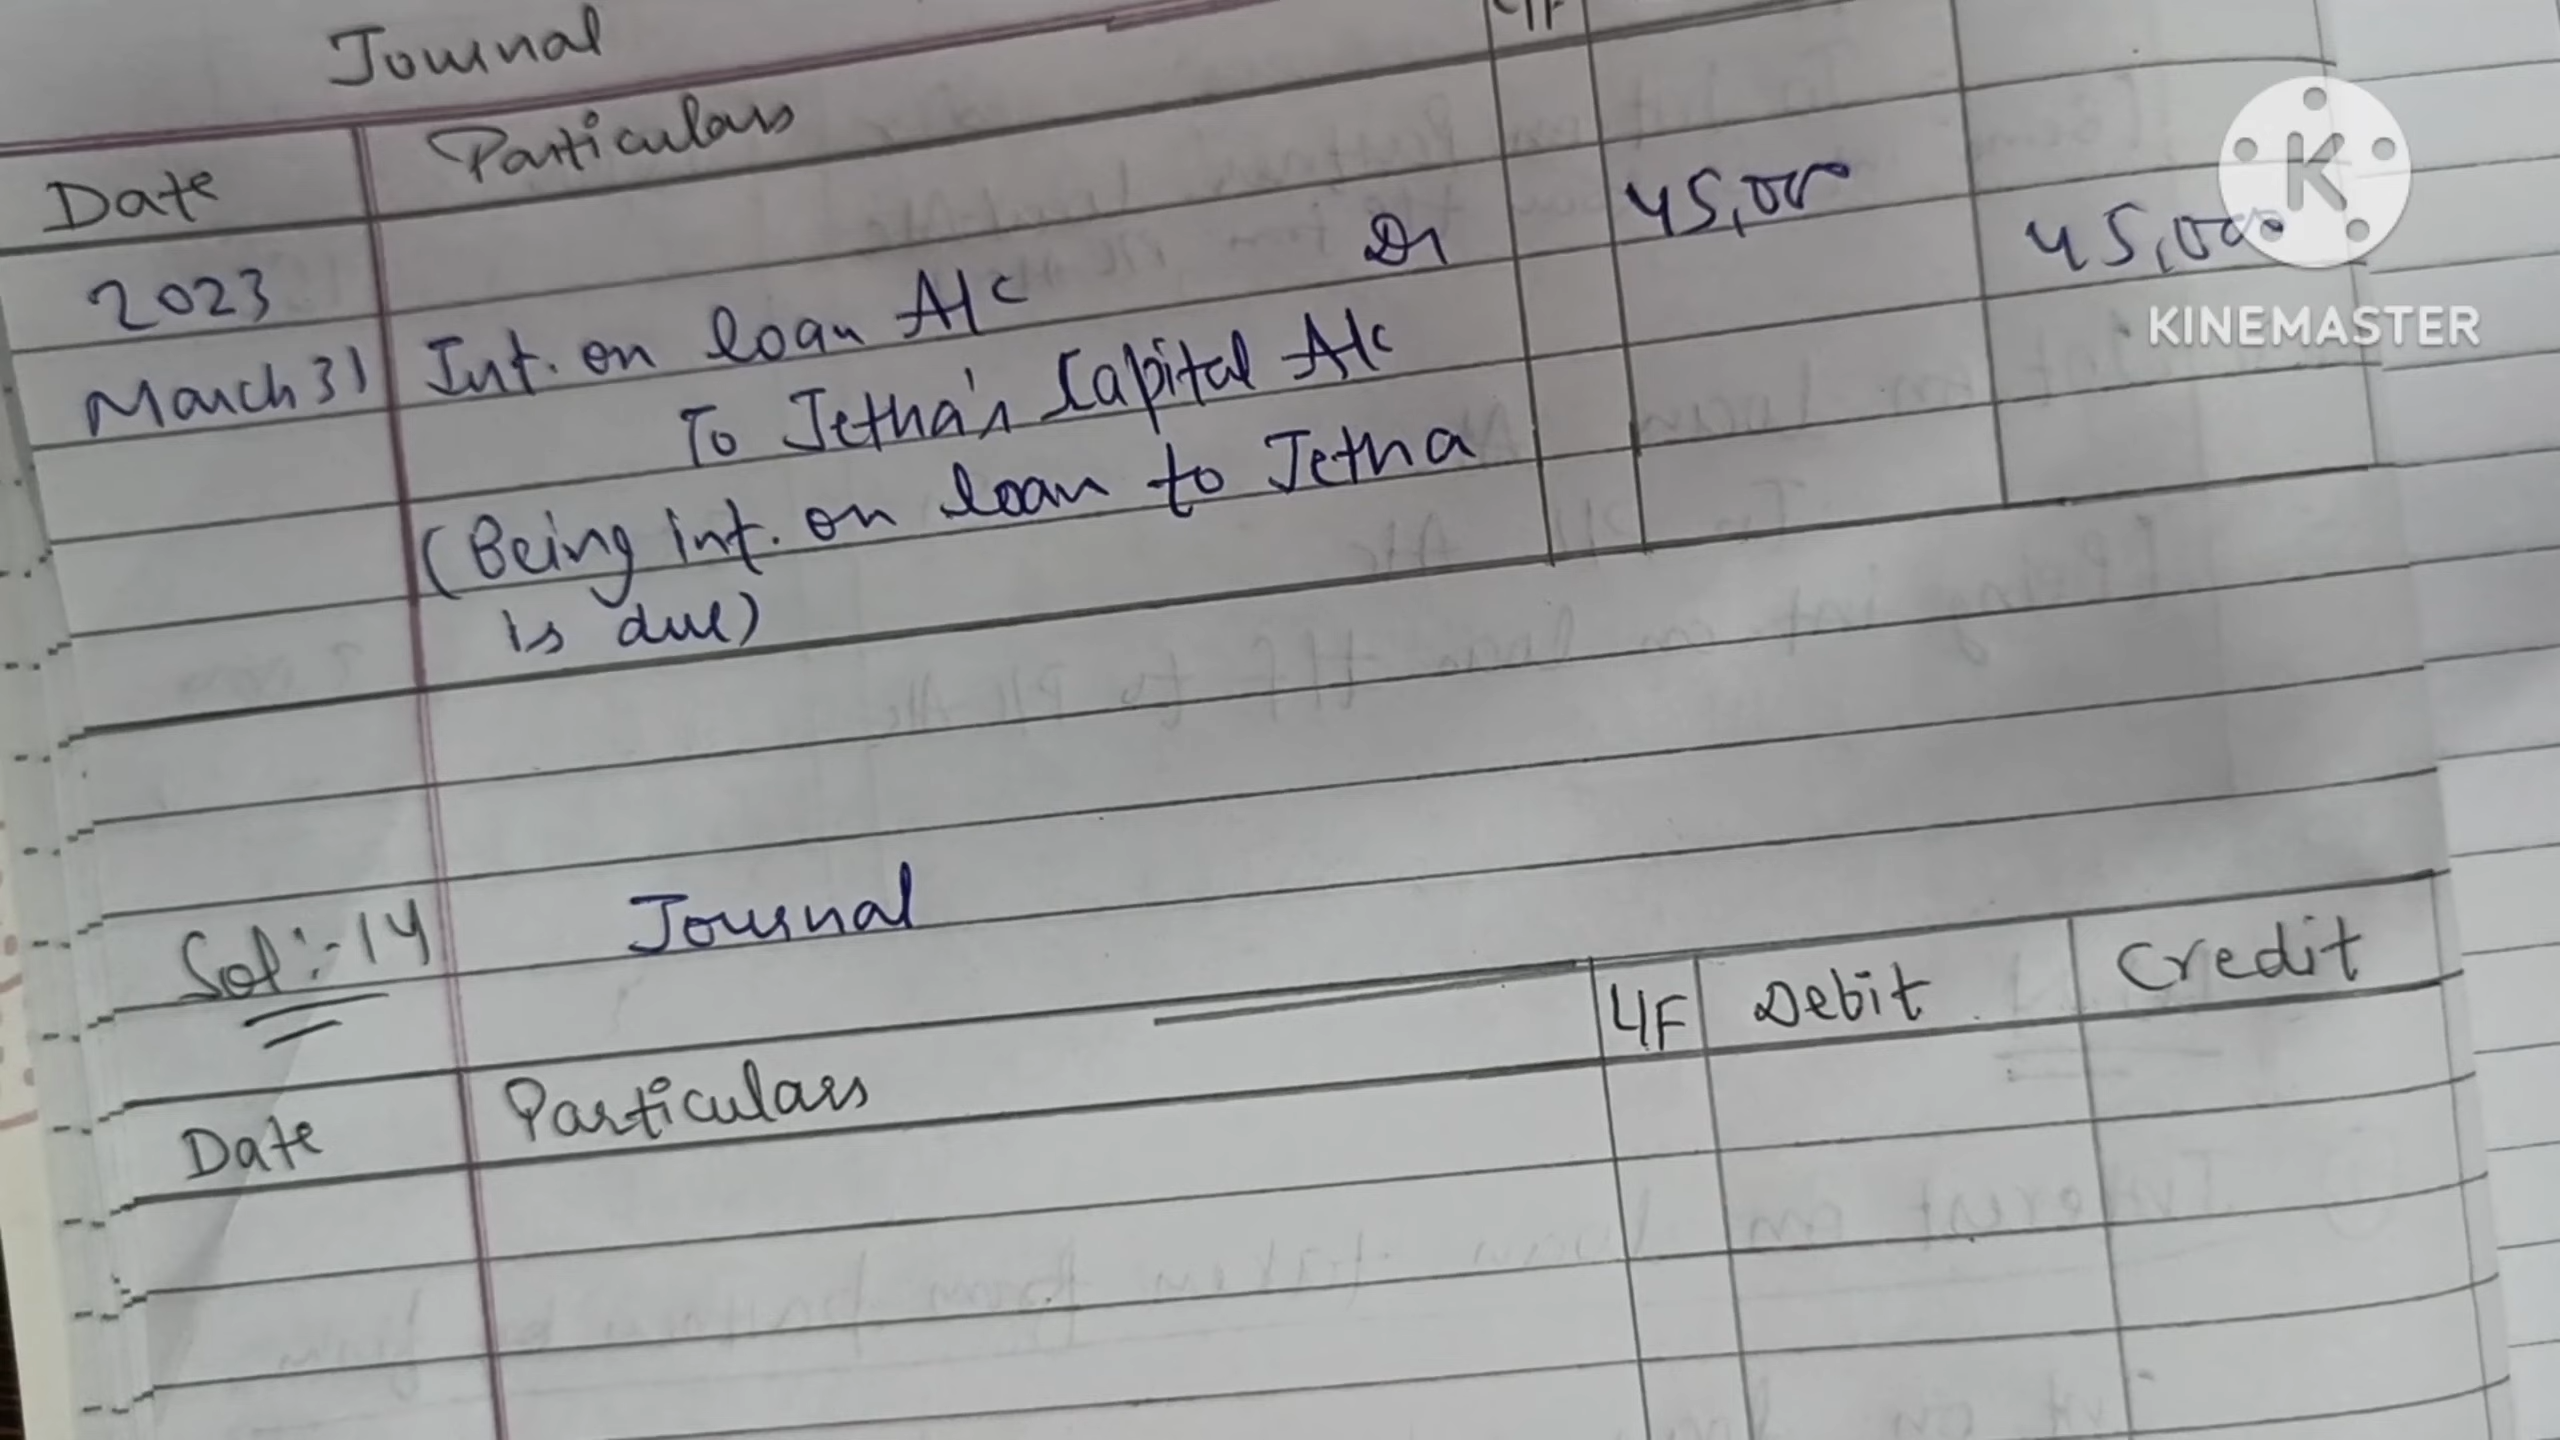 Journal
Date Particulars
2023
March 31 Int. on loan A/c Dr 45,000
To Jetha's Capital A/c 45,000
(Being int. on loan to Jetha
is due)
Sol:-14 Journal
Date Particulars L/F Debit Credit
KINEMASTER